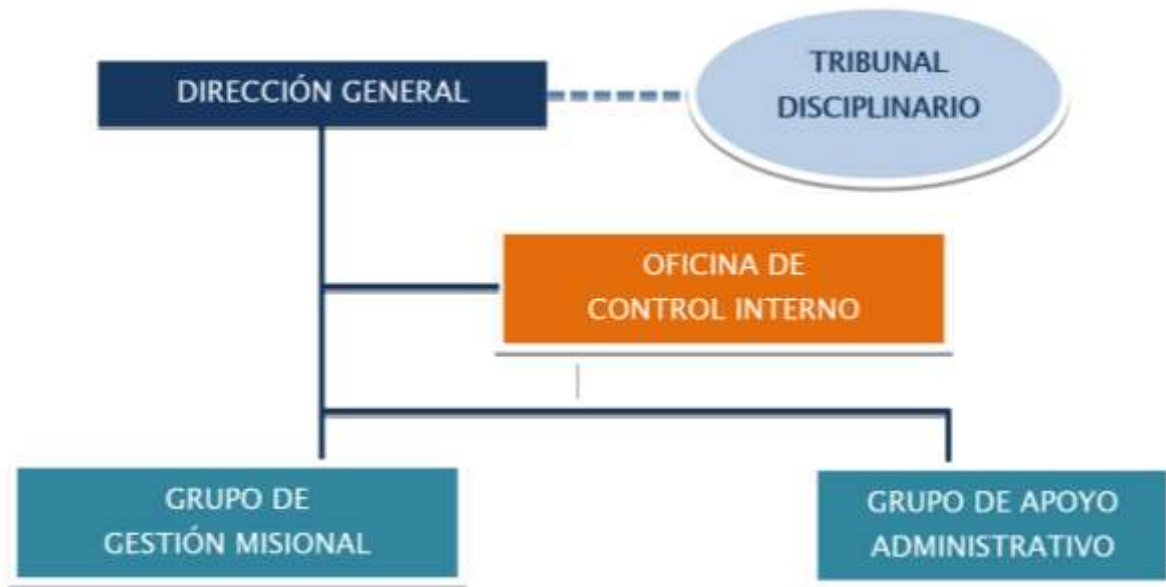 DIRECCIÓN GENERAL
TRIBUNAL
DISCIPLINARIO
OFICINA DE
CONTROL INTERNO
GRUPO DE
GESTIÓN MISIONAL
GRUPO DE APOYO
ADMINISTRATIVO